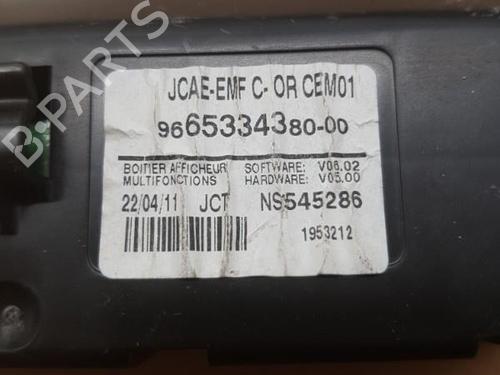 JCAE-EMF C- OR CEM01
9665334380-00
BOITIER AFFICHEUR SOFTWARE: V06.02
MULTIFONCTIONS HARDWARE: V05.00
22/04/11 JCT NS545286
1953212
B-PARTS